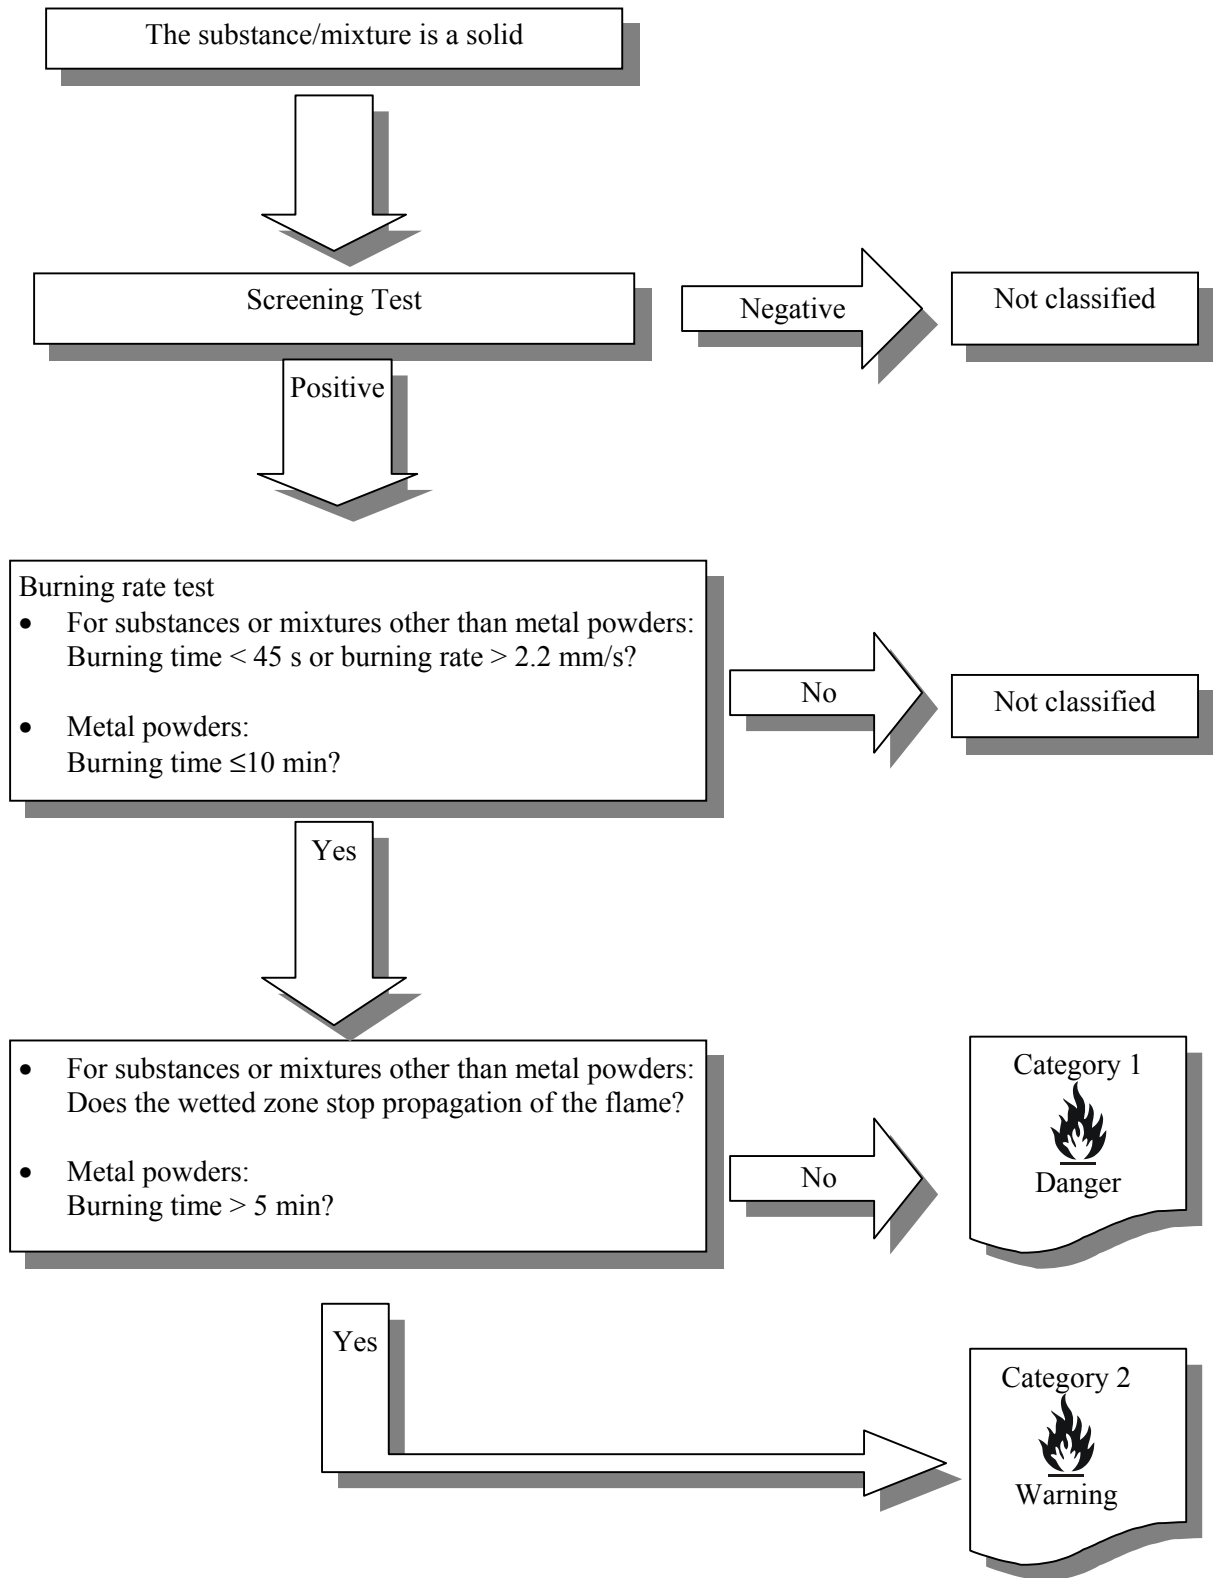 The substance/mixture is a solid
Screening Test
Negative
Not classified
Positive
Burning rate test
• For substances or mixtures other than metal powders:
Burning time < 45 s or burning rate > 2.2 mm/s?
• Metal powders:
Burning time ≤10 min?
No
Not classified
Yes
• For substances or mixtures other than metal powders:
Does the wetted zone stop propagation of the flame?
• Metal powders:
Burning time > 5 min?
No
Category 1
Danger
Yes
Category 2
Warning